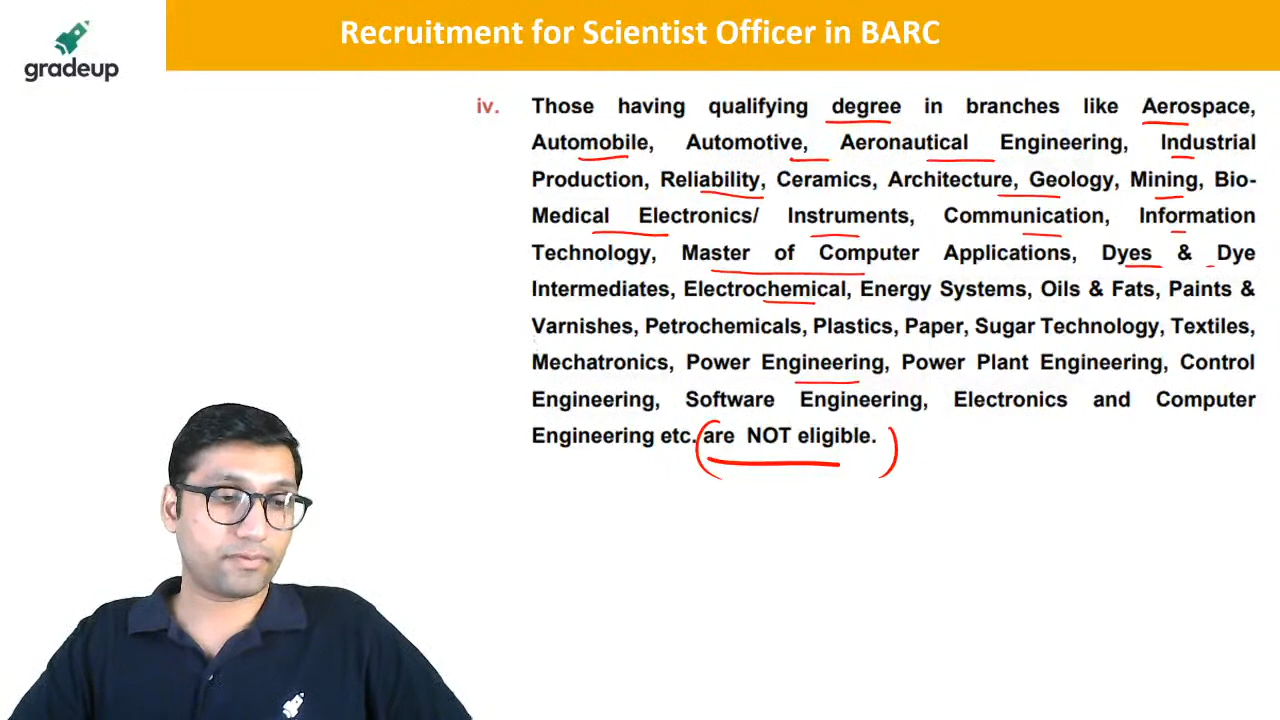 Recruitment for Scientist Officer in BARC
gradeup
iv. Those having qualifying degree in branches like Aerospace,
Automobile, Automotive, Aeronautical Engineering, Industrial
Production, Reliability, Ceramics, Architecture, Geology, Mining, Bio-
Medical Electronics/ Instruments, Communication, Information
Technology, Master of Computer Applications, Dyes & Dye
Intermediates, Electrochemical, Energy Systems, Oils & Fats, Paints &
Varnishes, Petrochemicals, Plastics, Paper, Sugar Technology, Textiles,
Mechatronics, Power Engineering, Power Plant Engineering, Control
Engineering, Software Engineering, Electronics and Computer
Engineering etc. are NOT eligible.